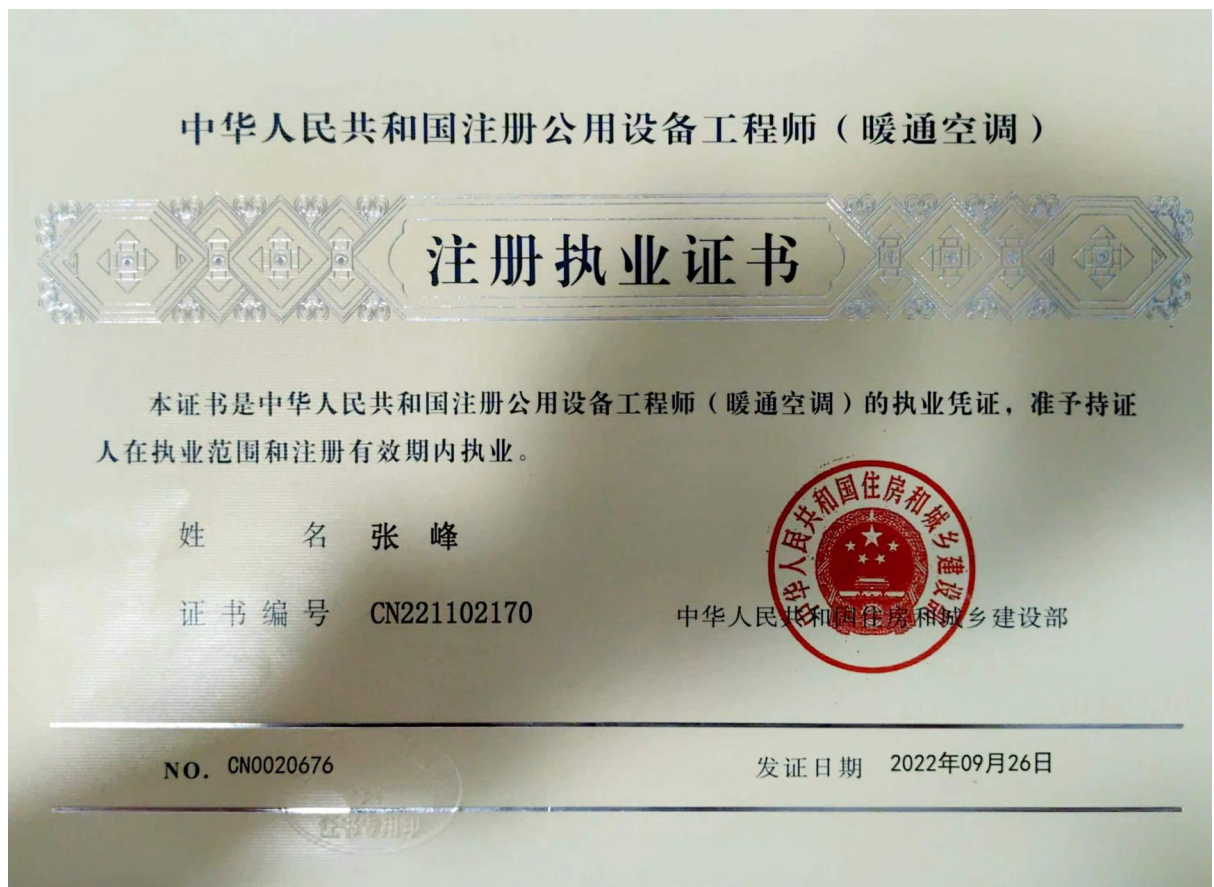 中华人民共和国注册公用设备工程师（暖通空调）
注册执业证书
本证书是中华人民共和国注册公用设备工程师（暖通空调）的执业凭证，准予持证
人在执业范围和注册有效期内执业。
姓 名 张 峰
证书编号 CN221102170
中华人民共和国住房和城乡建设部
中华人民共和国住房和城乡建设部
NO. CN0020676
发证日期 2022年09月26日
证书专用印